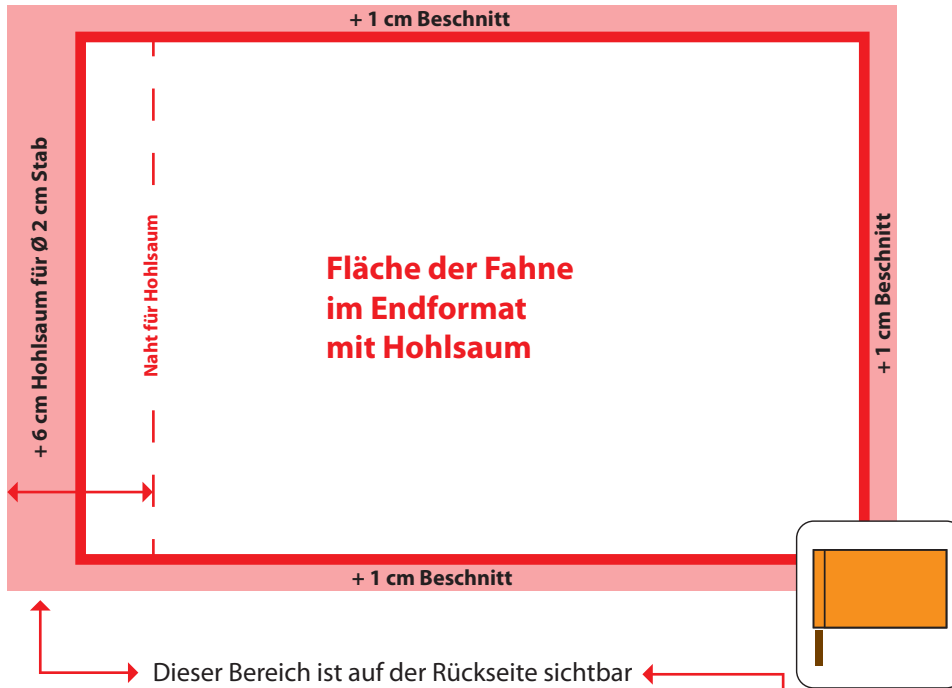 + 1 cm Beschnitt
+ 6 cm Hohlsaum für Ø 2 cm Stab
Naht für Hohlsaum
Fläche der Fahne
im Endformat
mit Hohlsaum
+ 1 cm Beschnitt
+ 1 cm Beschnitt
Dieser Bereich ist auf der Rückseite sichtbar